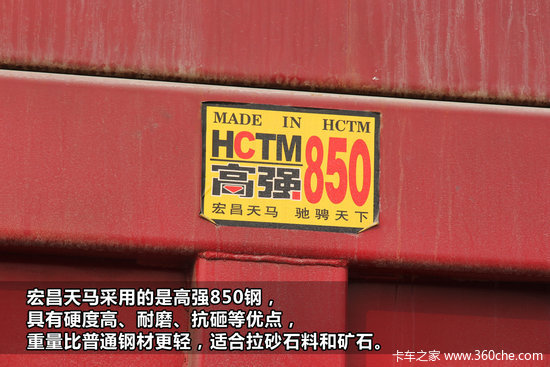 MADE IN HCTM
HCTM
高强 850
宏昌天马 驰骋天下
宏昌天马采用的是高强850钢，
具有硬度高、耐磨、抗砸等优点，
重量比普通钢材更轻，适合拉砂石料和矿石。
卡车之家 www.360che.com